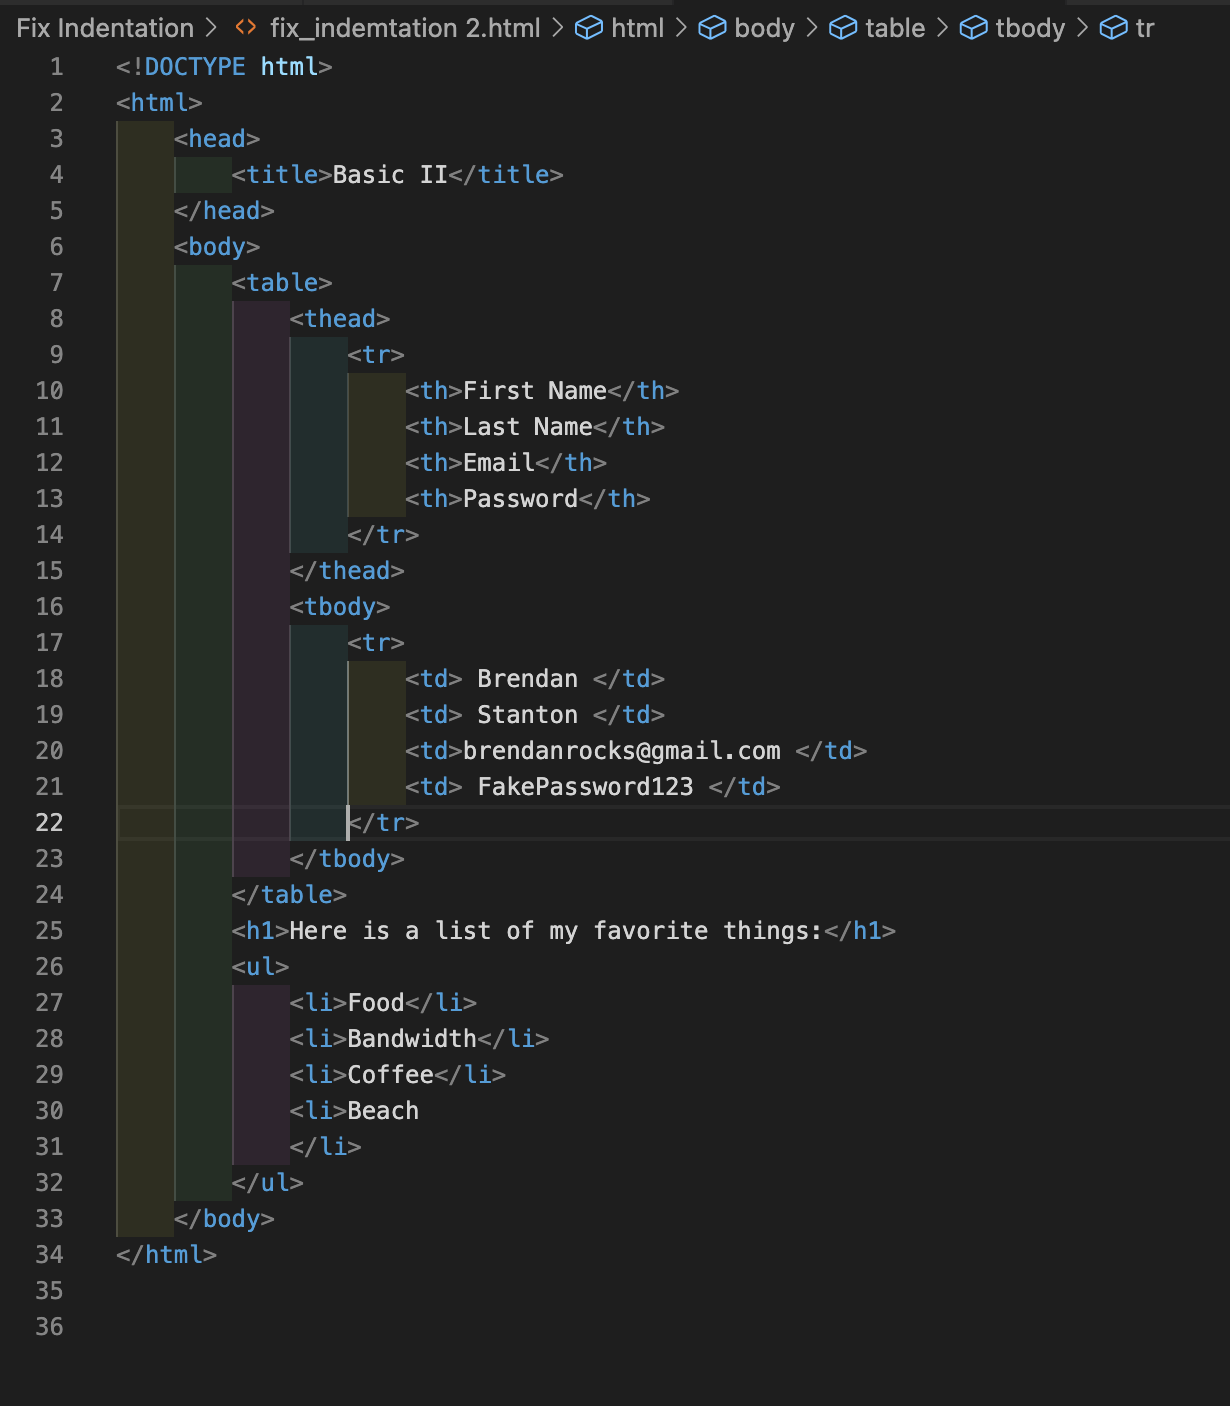 Fix Indentation > <> fix_indemtation 2.html > html > body > table > tbody > tr
1 <!DOCTYPE html>
2 <html>
3     <head>
4         <title>Basic II</title>
5     </head>
6     <body>
7         <table>
8             <thead>
9                 <tr>
10                     <th>First Name</th>
11                     <th>Last Name</th>
12                     <th>Email</th>
13                     <th>Password</th>
14                 </tr>
15             </thead>
16             <tbody>
17                 <tr>
18                     <td> Brendan </td>
19                     <td> Stanton </td>
20                     <td>brendanrocks@gmail.com </td>
21                     <td> FakePassword123 </td>
22                 </tr>
23             </tbody>
24         </table>
25         <h1>Here is a list of my favorite things:</h1>
26         <ul>
27             <li>Food</li>
28             <li>Bandwidth</li>
29             <li>Coffee</li>
30             <li>Beach
31             </li>
32         </ul>
33     </body>
34 </html>
35
36